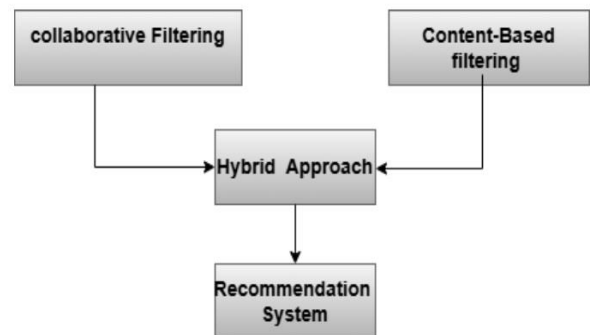 collaborative Filtering
Content-Based
filtering
Hybrid Approach
Recommendation
System